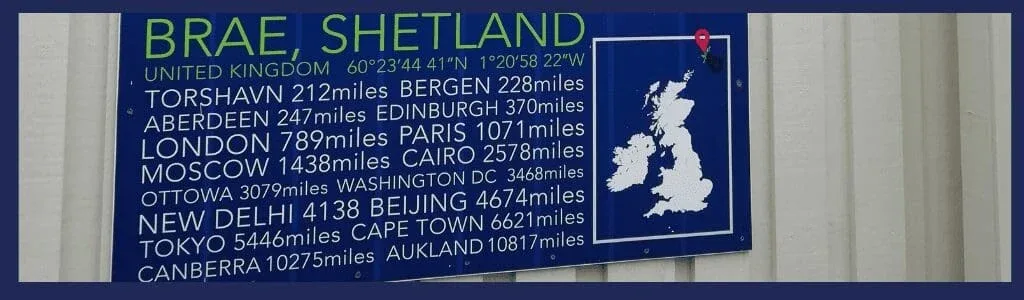 BRAE, SHETLAND
UNITED KINGDOM 60°23'44 41"N 1°20'58 22"W
TORSHAVN 212miles BERGEN 228miles
ABERDEEN 247miles EDINBURGH 370miles
LONDON 789miles PARIS 1071miles
MOSCOW 1438miles CAIRO 2578miles
OTTOWA 3079miles WASHINGTON DC 3468miles
NEW DELHI 4138 BEIJING 4674miles
TOKYO 5446miles CAPE TOWN 6621miles
CANBERRA 10275miles AUKLAND 10817miles